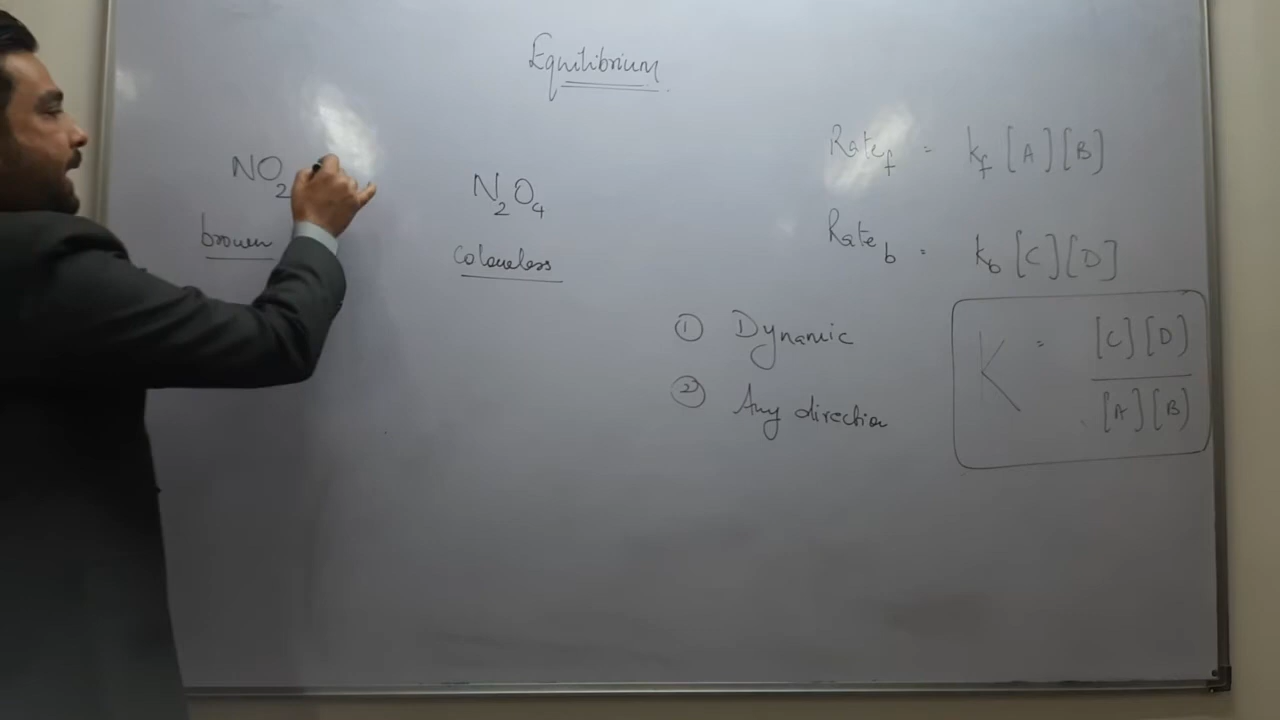 Equilibrium
NO2
N2O4
brown
Colourless
Ratef = kf [A][B]
Rateb = kb [C][D]
① Dynamic
② Any direction
K = [C][D]
[A][B]